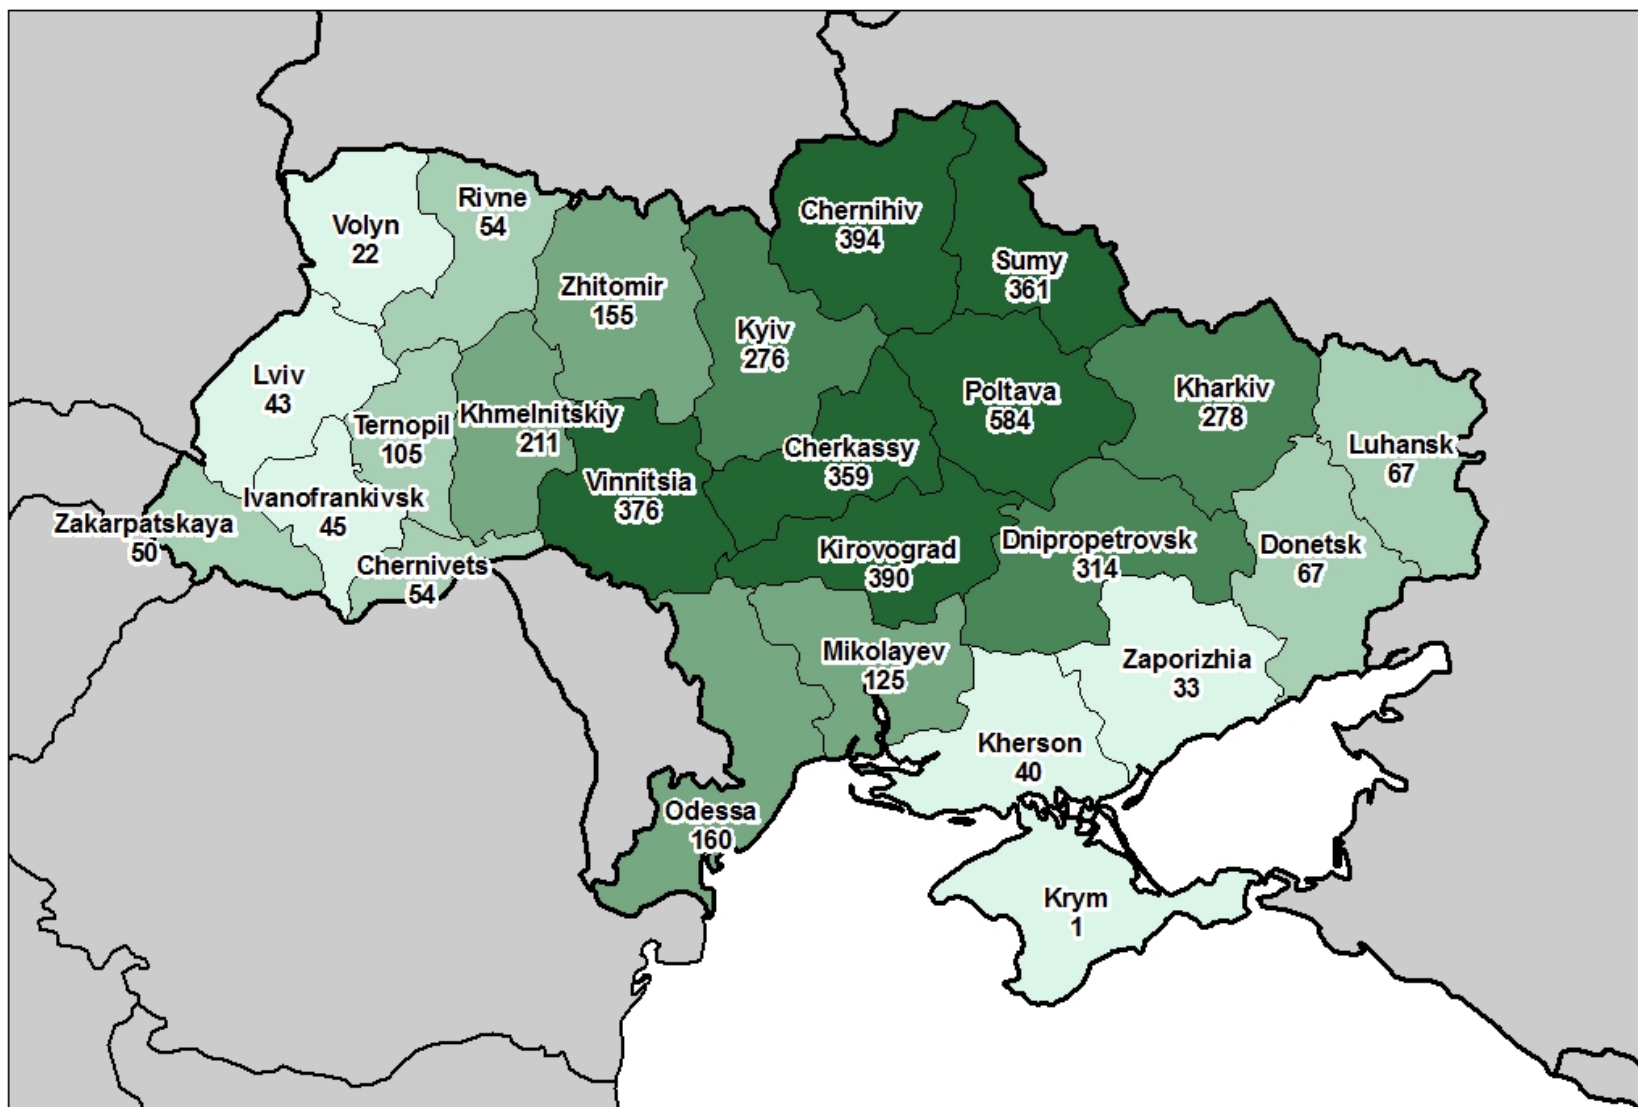 Chernihiv
394
Rivne
54
Volyn
22
Sumy
361
Zhitomir
155
Kyiv
276
Lviv
43
Poltava
584
Kharkiv
278
Khmelnitskiy
211
Ternopil
105
Cherkassy
359
Luhansk
67
Vinnitsia
376
Ivanofrankivsk
45
Zakarpatskaya
50
Dnipropetrovsk
314
Donetsk
67
Kirovograd
390
Chernivets
54
Mikolayev
125
Zaporizhia
33
Kherson
40
Odessa
160
Krym
1